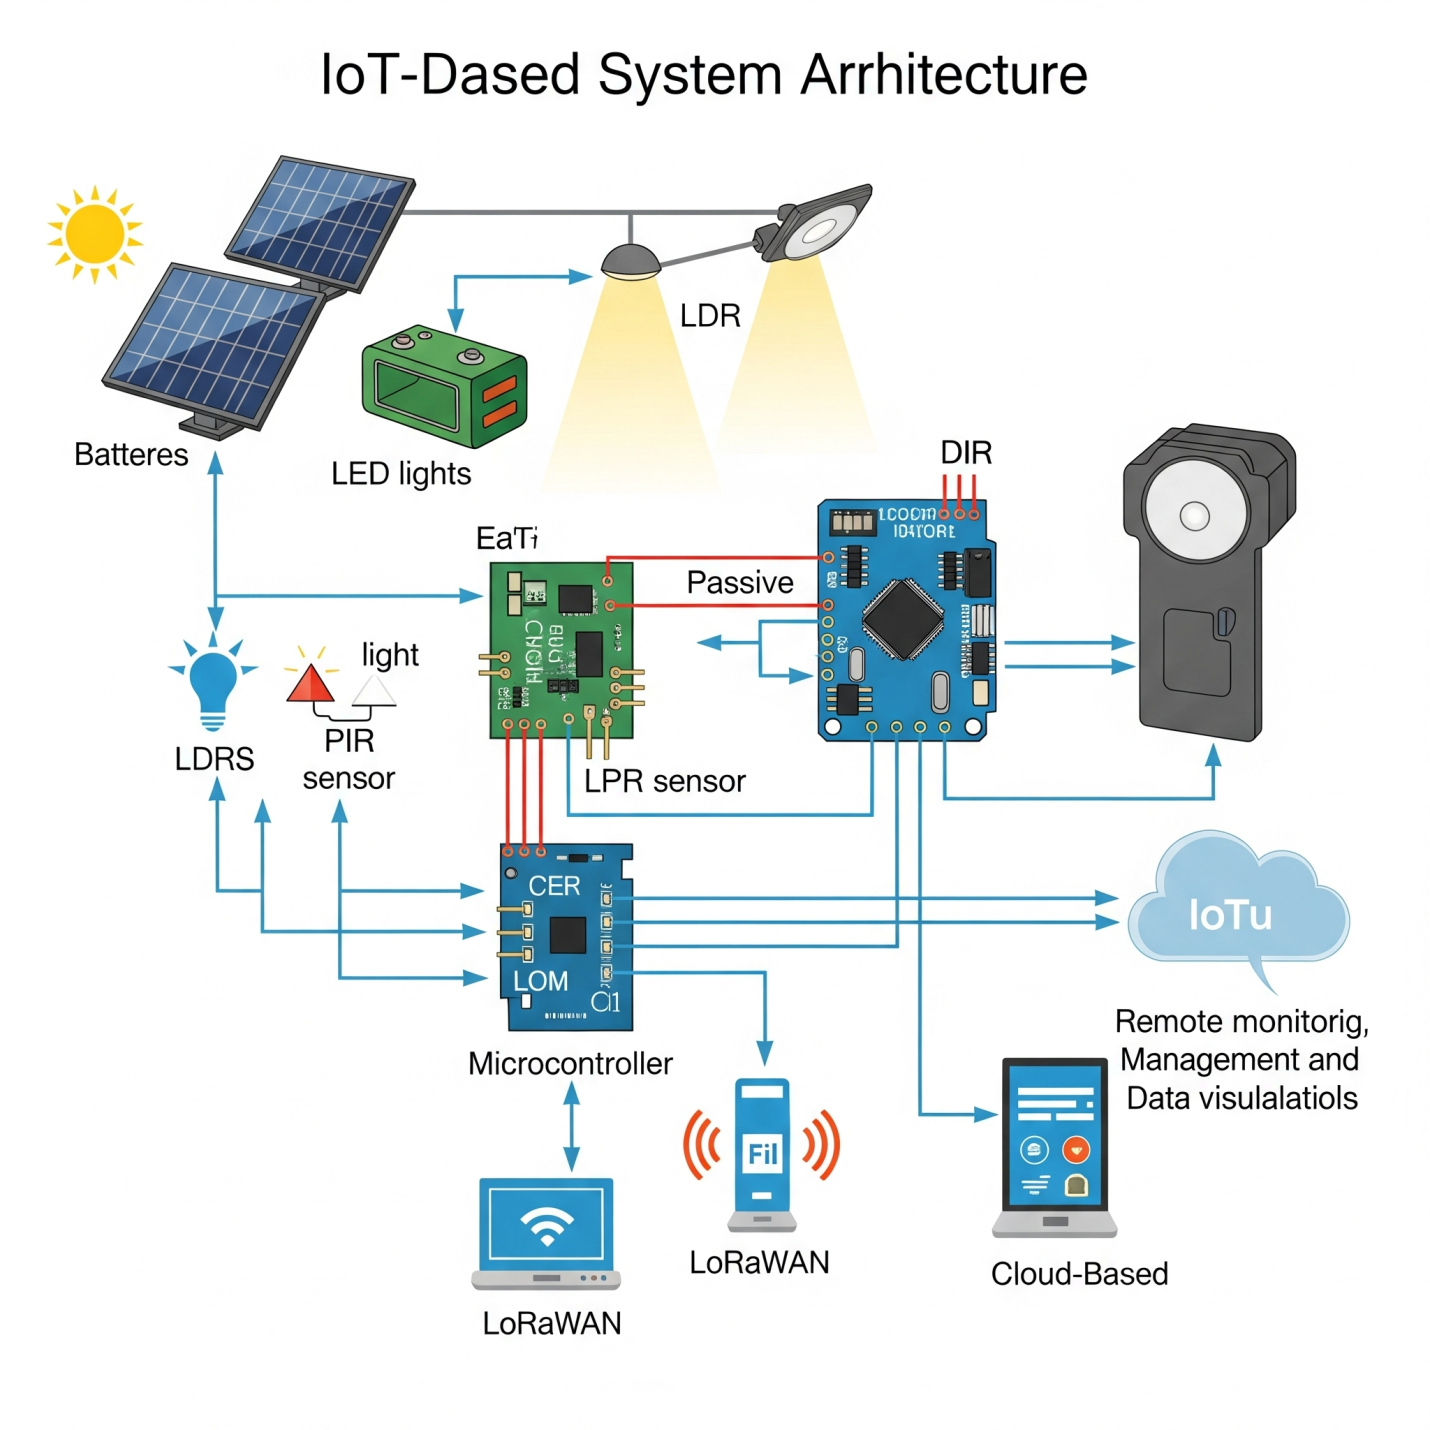 IoT-Dased System Arrhitecture
LDR
Batteres
LED lights
DIR
EaTi
Passive
light
LDRS
PIR
sensor
LPR sensor
CER
LOM
Microcontroller
IoTu
Remote monitorig,
Management and
Data visulalatiols
Fil
LoRaWAN
LoRaWAN
Cloud-Based